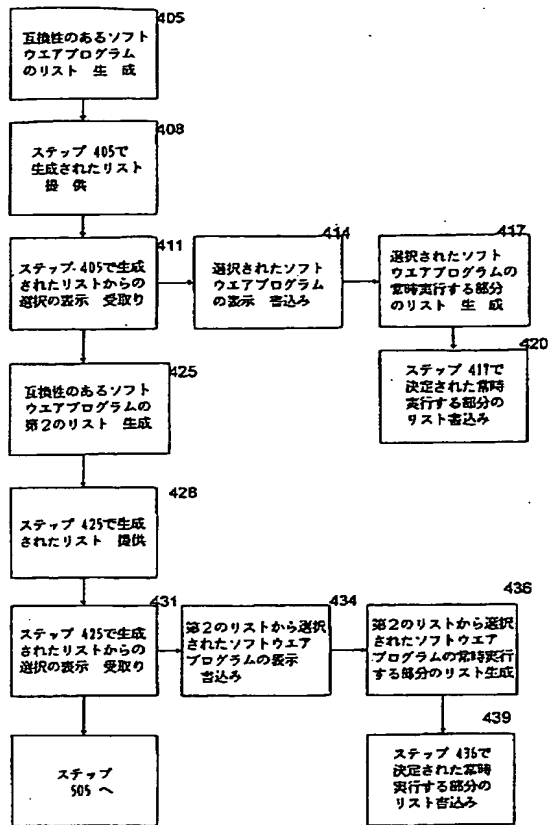 405
互換性のあるソフト
ウエアプログラム
のリスト 生 成
408
ステップ 405で
生成されたリスト
提 供
411
ステップ 405で生成
されたリストからの
選択の表示 受取り
414
選択されたソフト
ウエアプログラム
の表示 書込み
417
選択されたソフト
ウエアプログラムの
常時実行する部分
のリスト 生 成
420
ステップ 417で
決定された常時
実行する部分の
リスト書込み
425
互換性のあるソフト
ウエアプログラムの
第2のリスト 生成
428
ステップ 425で生成
されたリスト 提供
431
ステップ 425で生成
されたリストからの
選択の表示 受取り
434
第2のリストから選択
されたソフトウエア
プログラムの表示
書込み
436
第2のリストから選択
されたソフトウエア
プログラムの常時実行
する部分のリスト生成
439
ステップ 436で
決定された常時
実行する部分の
リスト書込み
ステップ
505 へ